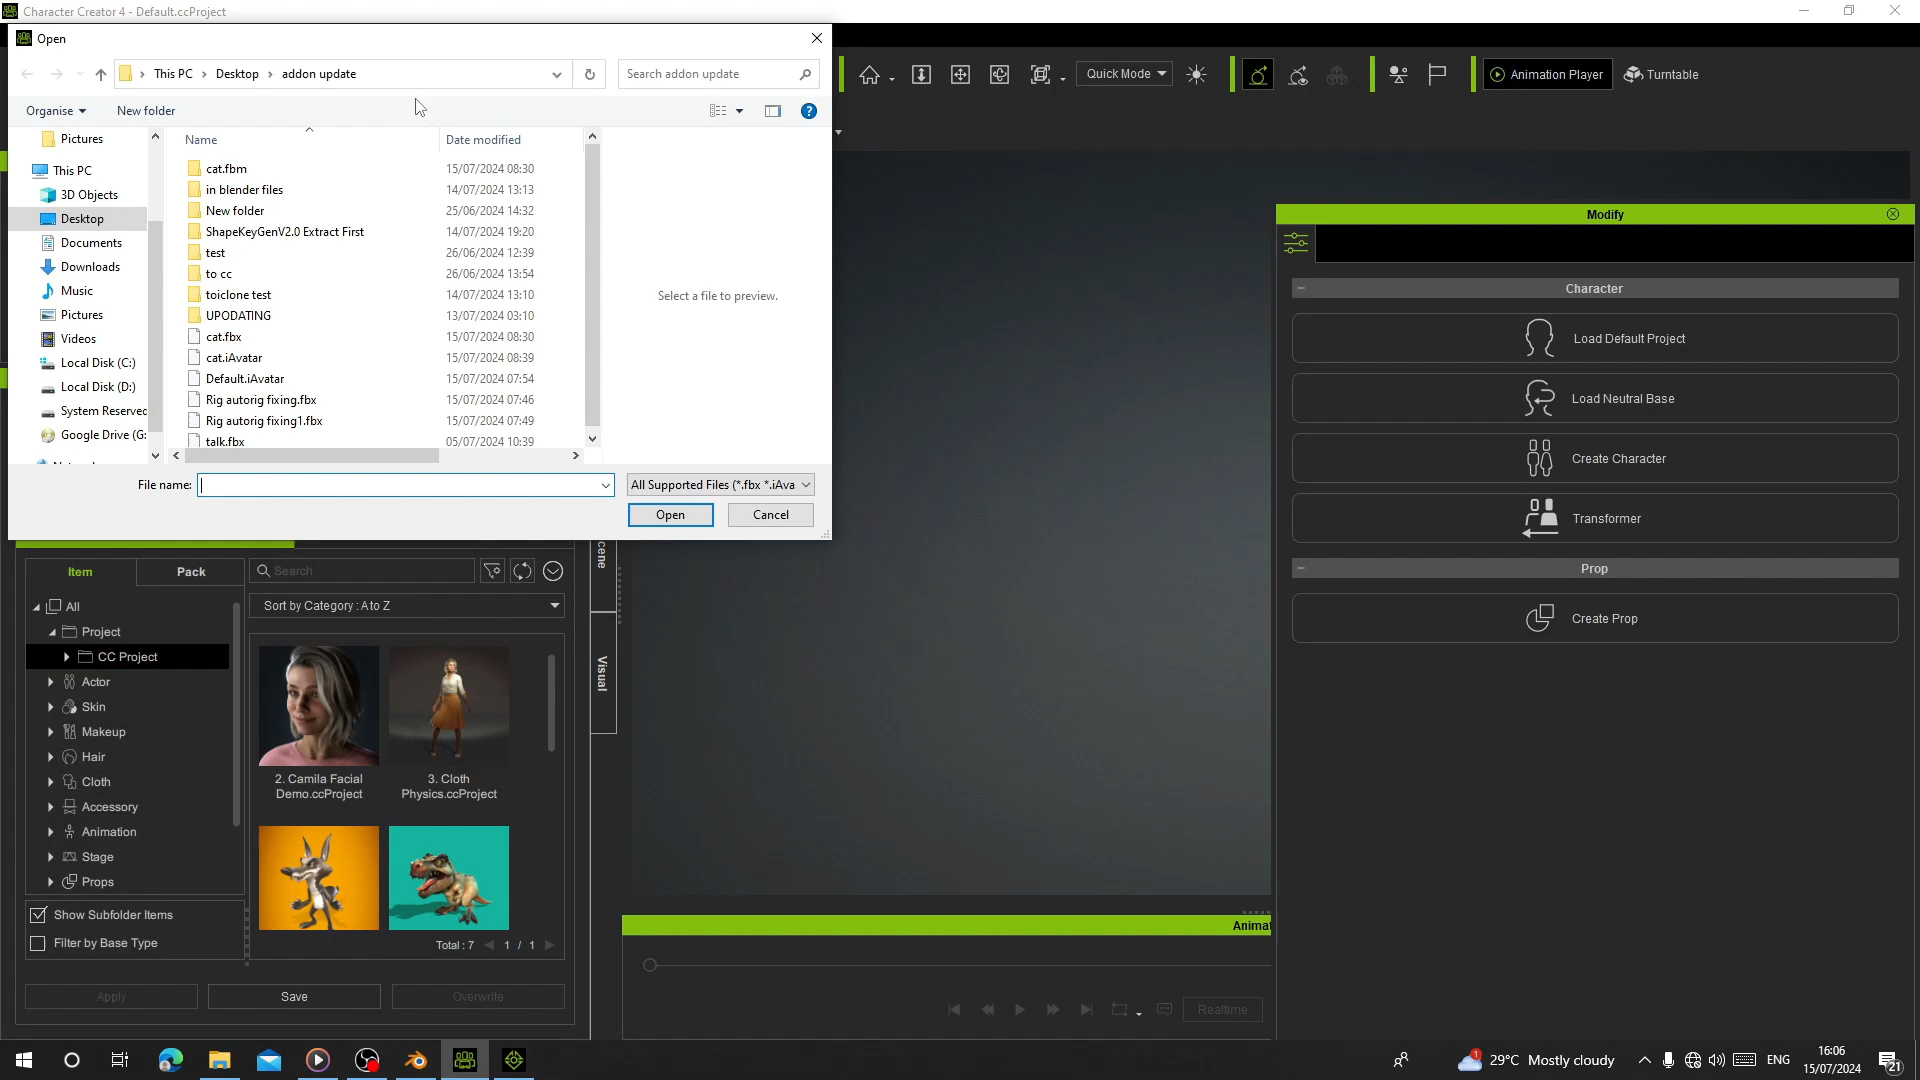 Character Creator 4 - Default.ccProject
Open
This PC
Desktop
addon update
Search addon update
Organise
New folder
Name
Date modified
Pictures
This PC
3D Objects
Desktop
Documents
Downloads
Music
Pictures
Videos
Local Disk (C:)
Local Disk (D:)
System Reserved
Google Drive (G:
cat.fbm 15/07/2024 08:30
in blender files 14/07/2024 13:13
New folder 25/06/2024 14:32
ShapeKeyGenV2.0 Extract First 14/07/2024 19:20
test 26/06/2024 12:39
to cc 26/06/2024 13:54
toiclone test 14/07/2024 13:10
UPODATING 13/07/2024 03:10
cat.fbx 15/07/2024 08:30
cat.iAvatar 15/07/2024 08:39
Default.iAvatar 15/07/2024 07:54
Rig autorig fixing.fbx 15/07/2024 07:46
Rig autorig fixing1.fbx 15/07/2024 07:49
talk.fbx 05/07/2024 10:39
Select a file to preview.
File name:
All Supported Files (*.fbx *.iAva
Open
Cancel
Quick Mode
Animation Player
Turntable
Modify
Character
Load Default Project
Load Neutral Base
Create Character
Transformer
Prop
Create Prop
Item
Pack
Search
Sort by Category : A to Z
All
Project
CC Project
Actor
Skin
Makeup
Hair
Cloth
Accessory
Animation
Stage
Props
2. Camila Facial
Demo.ccProject
3. Cloth
Physics.ccProject
Show Subfolder Items
Filter by Base Type
Total : 7
1 / 1
Apply
Save
Overwrite
cene
Visual
Animat
Realtime
1
29°C Mostly cloudy
ENG
16:06
15/07/2024
21